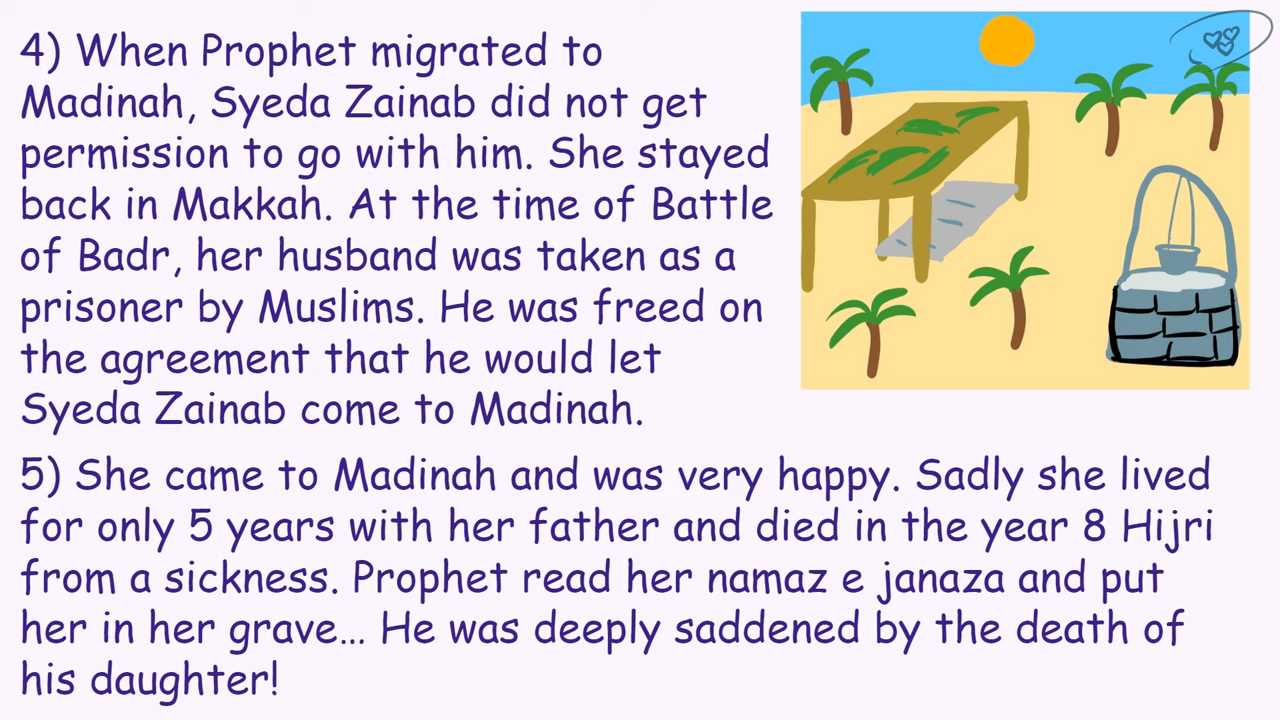 4) When Prophet migrated to
Madinah, Syeda Zainab did not get
permission to go with him. She stayed
back in Makkah. At the time of Battle
of Badr, her husband was taken as a
prisoner by Muslims. He was freed on
the agreement that he would let
Syeda Zainab come to Madinah.
5) She came to Madinah and was very happy. Sadly she lived
for only 5 years with her father and died in the year 8 Hijri
from a sickness. Prophet read her namaz e janaza and put
her in her grave... He was deeply saddened by the death of
his daughter!